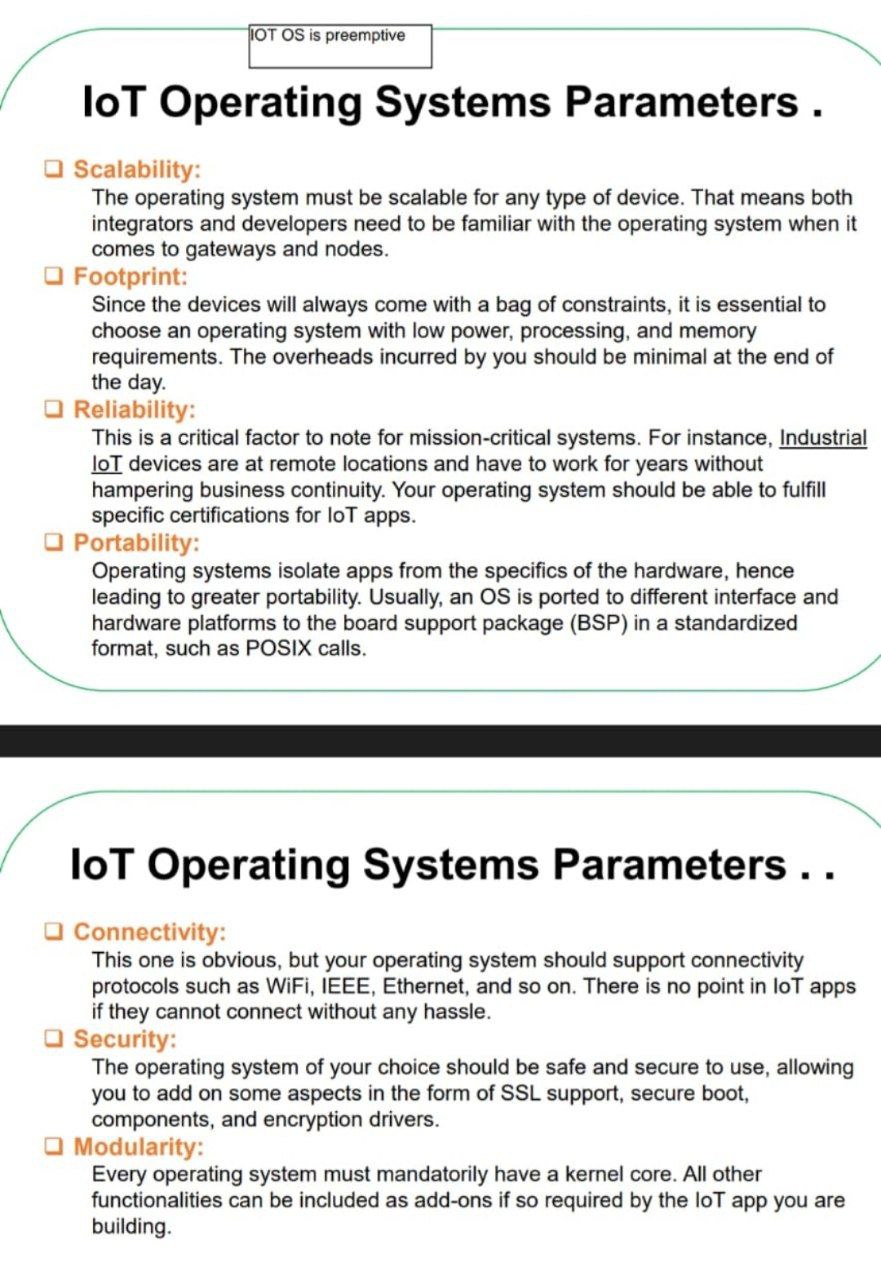 IOT OS is preemptive
IoT Operating Systems Parameters .
❑ Scalability:
The operating system must be scalable for any type of device. That means both
integrators and developers need to be familiar with the operating system when it
comes to gateways and nodes.
❑ Footprint:
Since the devices will always come with a bag of constraints, it is essential to
choose an operating system with low power, processing, and memory
requirements. The overheads incurred by you should be minimal at the end of
the day.
❑ Reliability:
This is a critical factor to note for mission-critical systems. For instance, Industrial
IoT devices are at remote locations and have to work for years without
hampering business continuity. Your operating system should be able to fulfill
specific certifications for IoT apps.
❑ Portability:
Operating systems isolate apps from the specifics of the hardware, hence
leading to greater portability. Usually, an OS is ported to different interface and
hardware platforms to the board support package (BSP) in a standardized
format, such as POSIX calls.
IoT Operating Systems Parameters . .
❑ Connectivity:
This one is obvious, but your operating system should support connectivity
protocols such as WiFi, IEEE, Ethernet, and so on. There is no point in IoT apps
if they cannot connect without any hassle.
❑ Security:
The operating system of your choice should be safe and secure to use, allowing
you to add on some aspects in the form of SSL support, secure boot,
components, and encryption drivers.
❑ Modularity:
Every operating system must mandatorily have a kernel core. All other
functionalities can be included as add-ons if so required by the IoT app you are
building.